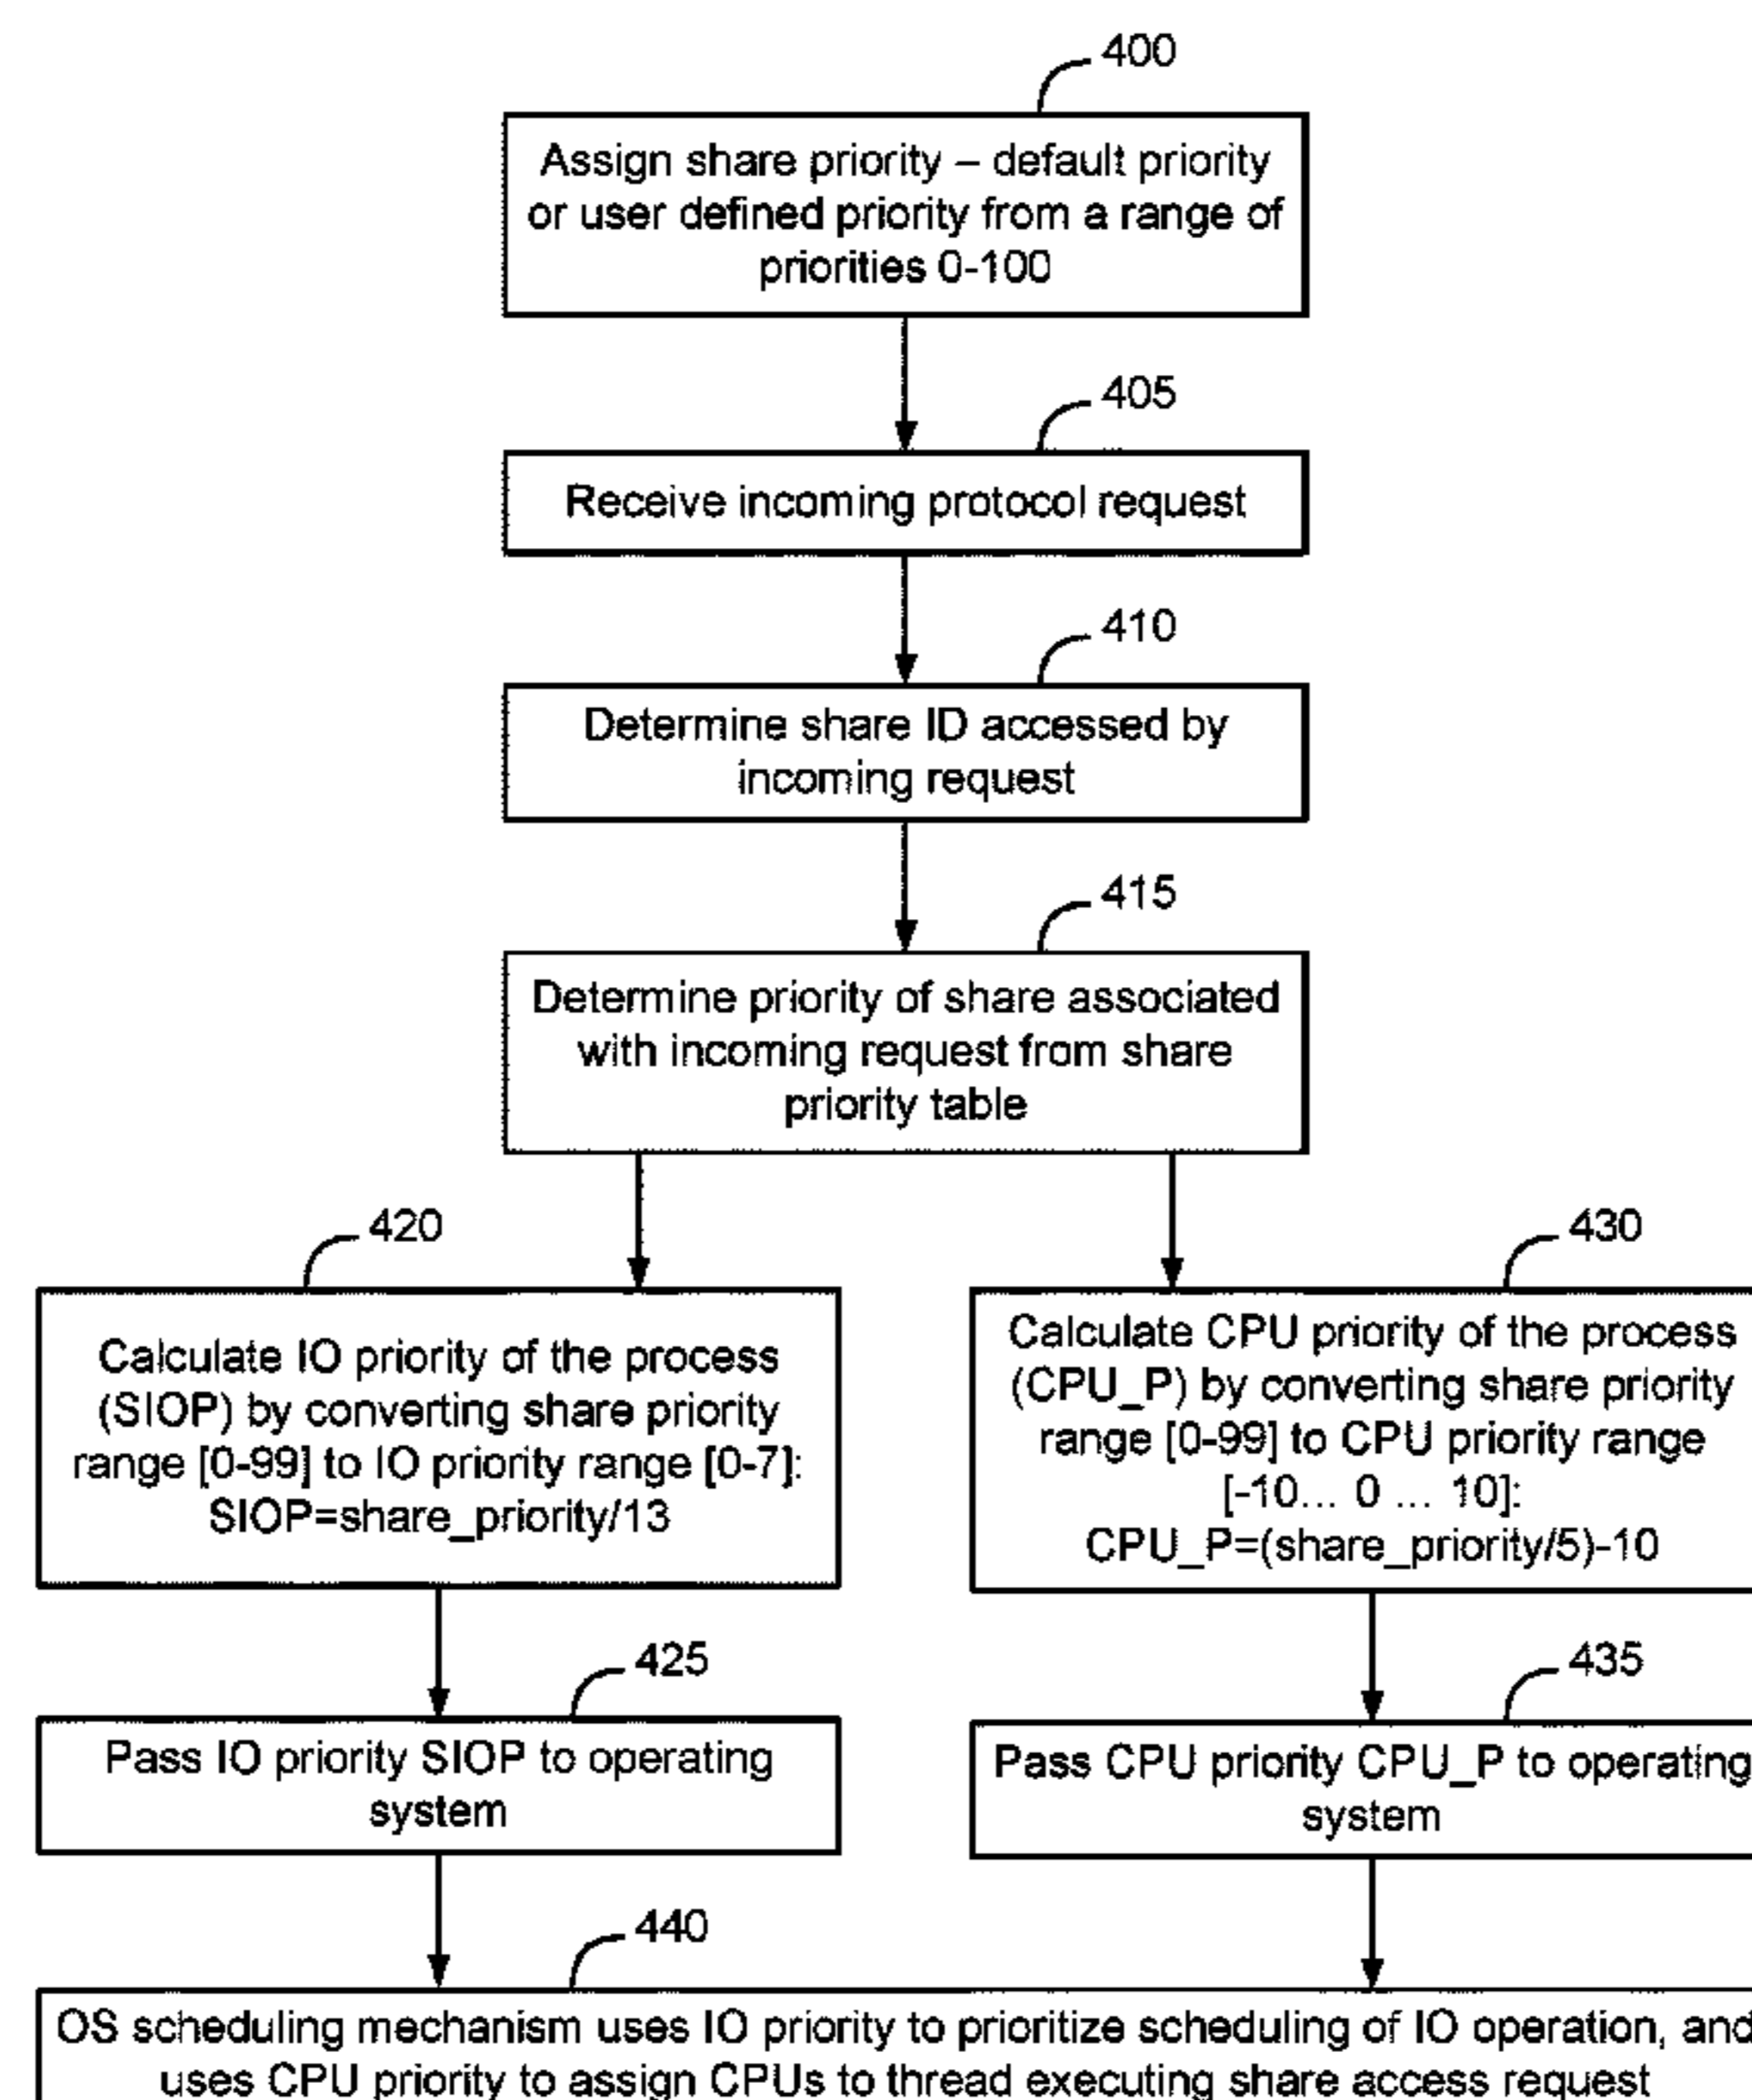 400
Assign share priority – default priority
or user defined priority from a range of
priorities 0-100
405
Receive incoming protocol request
410
Determine share ID accessed by
incoming request
415
Determine priority of share associated
with incoming request from share
priority table
420
Calculate IO priority of the process
(SIOP) by converting share priority
range [0-99] to IO priority range [0-7]:
SIOP=share_priority/13
430
Calculate CPU priority of the process
(CPU_P) by converting share priority
range [0-99] to CPU priority range
[-10... 0 ... 10]:
CPU_P=(share_priority/5)-10
425
Pass IO priority SIOP to operating
system
435
Pass CPU priority CPU_P to operating
system
440
OS scheduling mechanism uses IO priority to prioritize scheduling of IO operation, and
uses CPU priority to assign CPUs to thread executing share access request